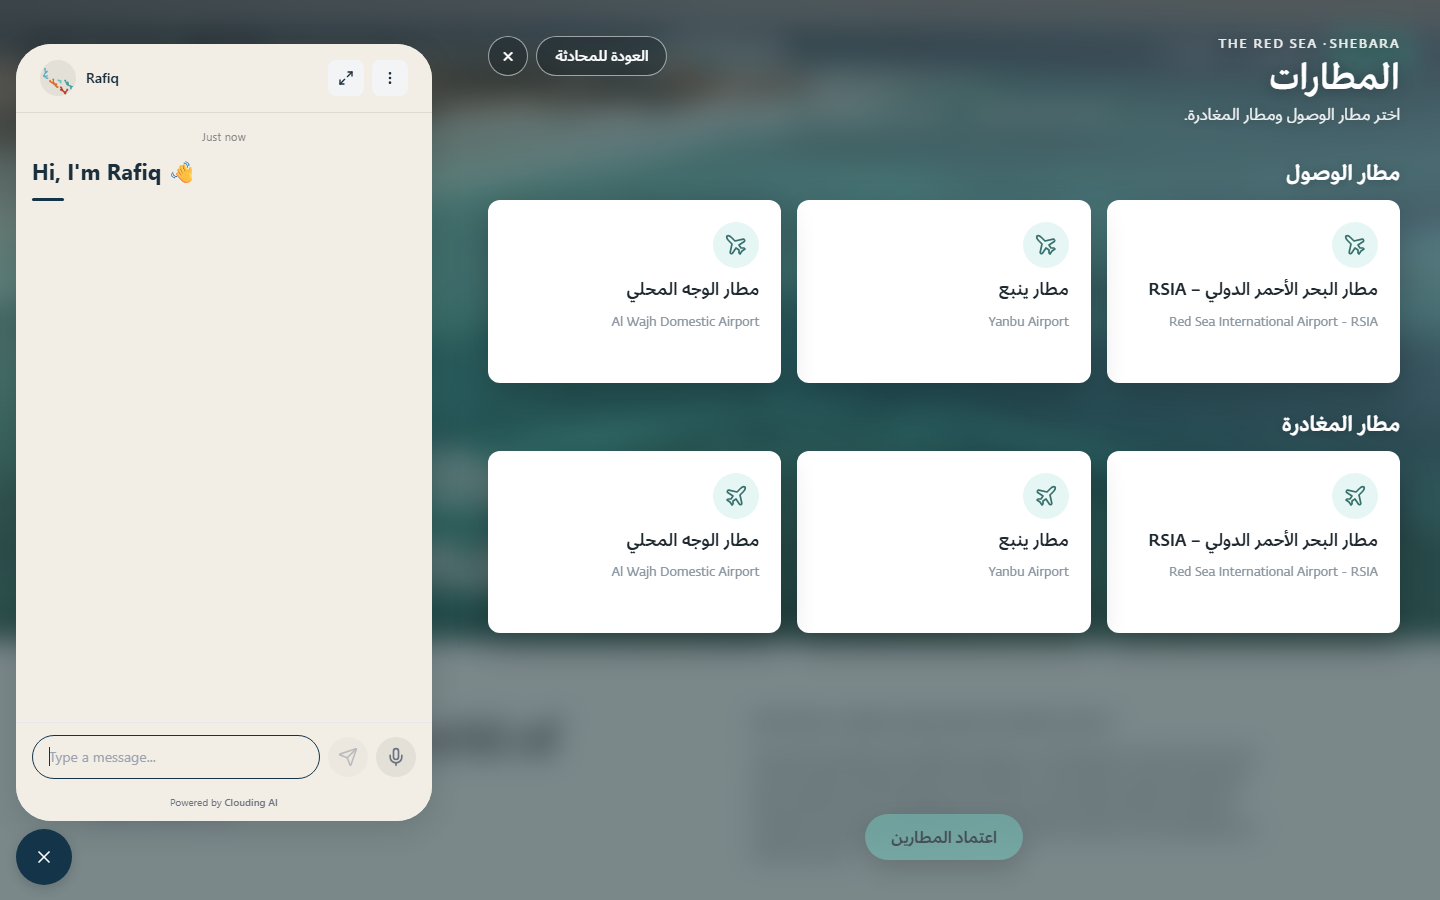 Rafiq
Just now
Hi, I'm Rafiq 👋
Type a message...
Powered by Clouding AI
العودة للمحادثة
THE RED SEA · SHEBARA
المطارات
اختر مطار الوصول ومطار المغادرة.
مطار الوصول
مطار البحر الأحمر الدولي – RSIA
Red Sea International Airport - RSIA
مطار ينبع
Yanbu Airport
مطار الوجه المحلي
Al Wajh Domestic Airport
مطار المغادرة
مطار البحر الأحمر الدولي – RSIA
Red Sea International Airport - RSIA
مطار ينبع
Yanbu Airport
مطار الوجه المحلي
Al Wajh Domestic Airport
اعتماد المطارين